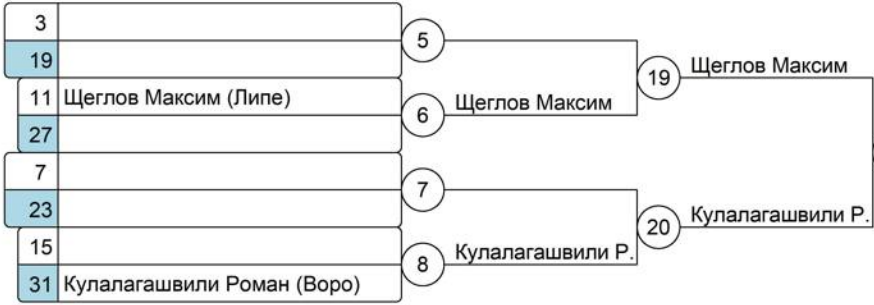 3
5
19
19 Щеглов Максим
11 Щеглов Максим (Липе)
6 Щеглов Максим
27
7
7
23
20 Кулалагашвили Р.
15
8 Кулалагашвили Р.
31 Кулалагашвили Роман (Воро)